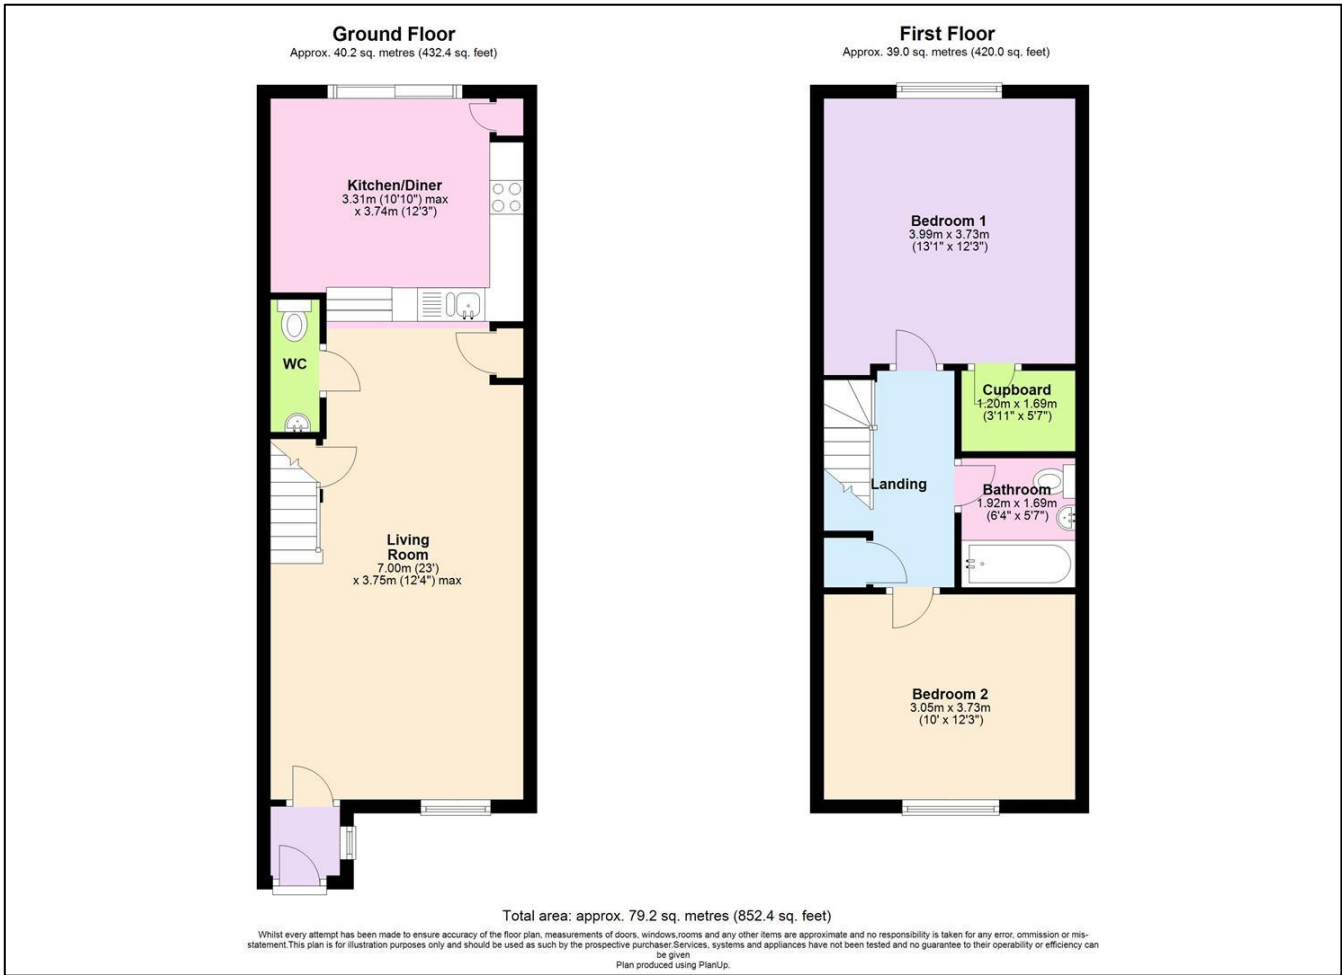 Ground Floor
Approx. 40.2 sq. metres (432.4 sq. feet)
Kitchen/Diner
3.31m (10'10") max
x 3.74m (12'3")
WC
Living
Room
7.00m (23')
x 3.75m (12'4") max
First Floor
Approx. 39.0 sq. metres (420.0 sq. feet)
Bedroom 1
3.99m x 3.73m
(13'1" x 12'3")
Cupboard
1.20m x 1.69m
(3'11" x 5'7")
Landing
Bathroom
1.92m x 1.69m
(6'4" x 5'7")
Bedroom 2
3.05m x 3.73m
(10' x 12'3")
Total area: approx. 79.2 sq. metres (852.4 sq. feet)
Whilst every attempt has been made to ensure accuracy of the floor plan, measurements of doors, windows,rooms and any other items are approximate and no responsibility is taken for any error, ommission or mis-
statement.This plan is for illustration purposes only and should be used as such by the prospective purchaser.Services, systems and appliances have not been tested and no guarantee to their operability or efficiency can
be given
Plan produced using PlanUp.